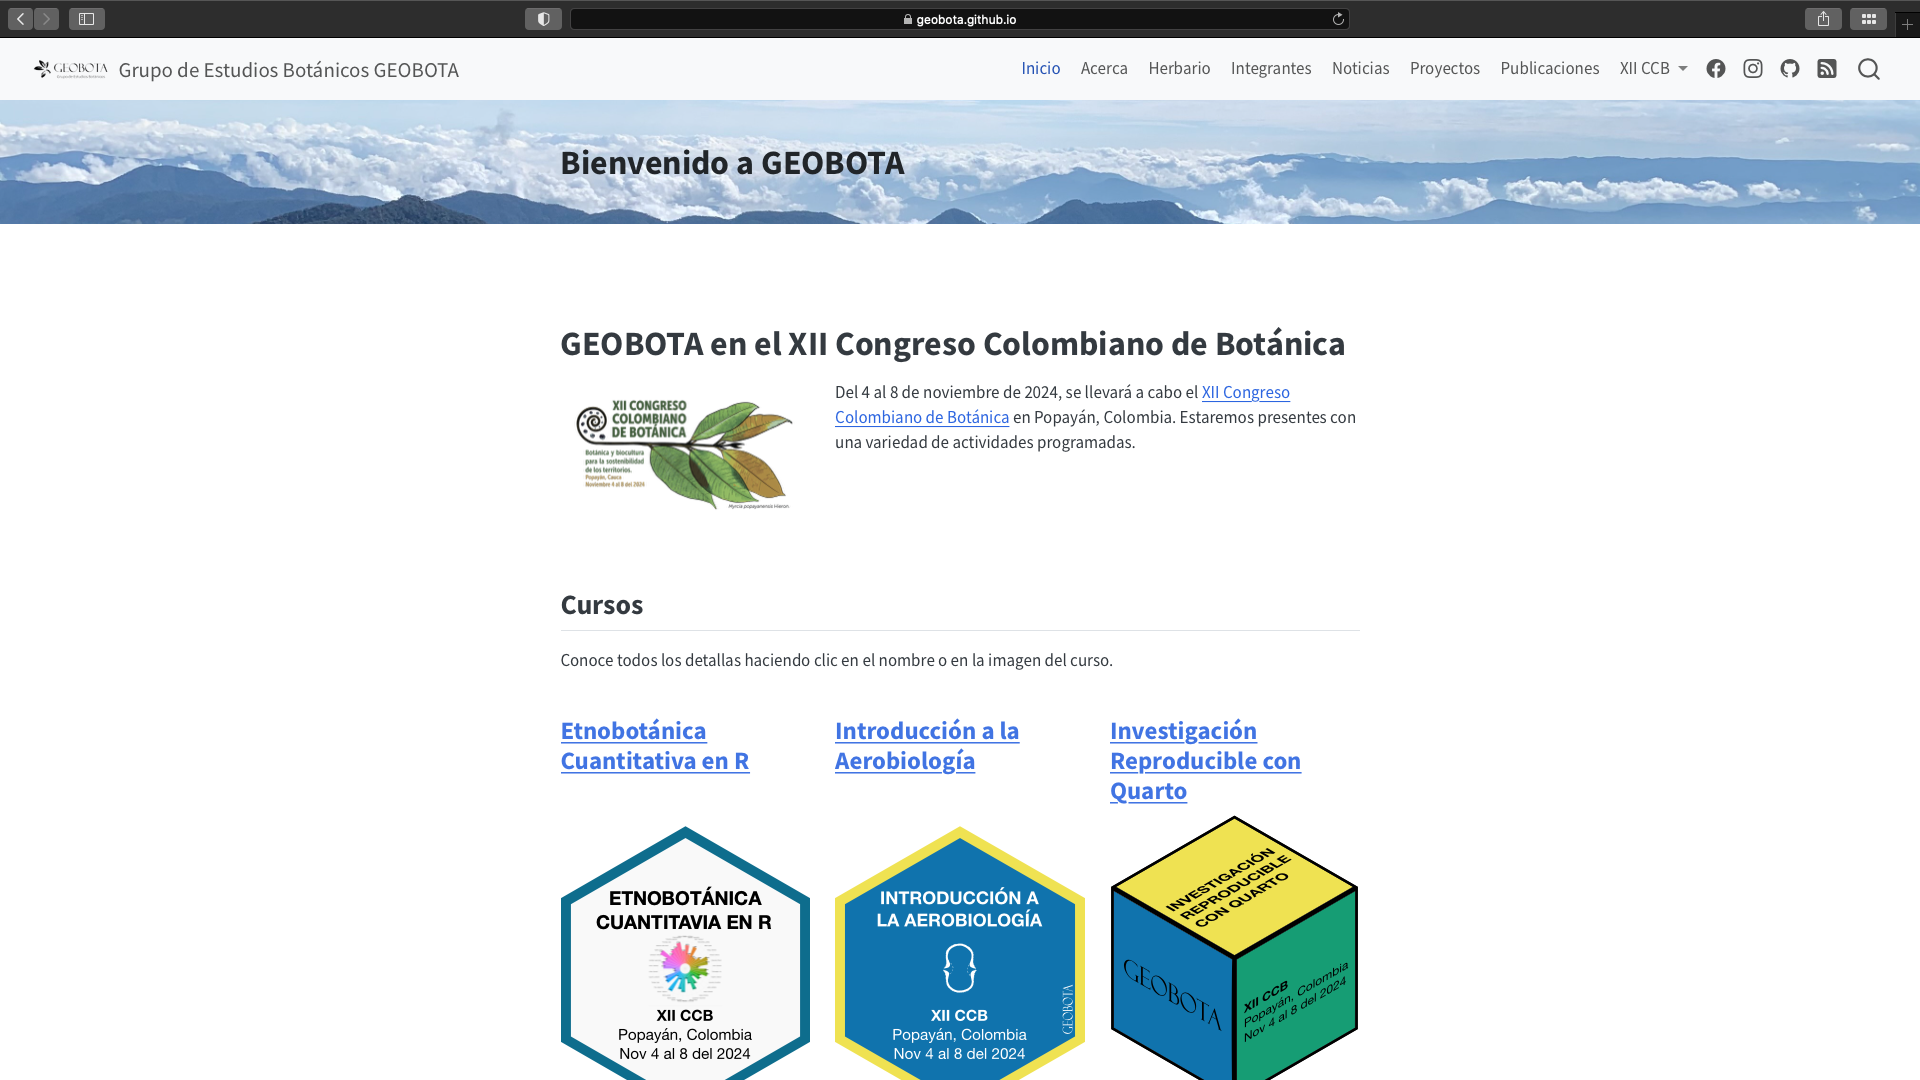 geobota.github.io
GEOBOTA
Grupo de Estudios Botánicos GEOBOTA
Inicio
Acerca
Herbario
Integrantes
Noticias
Proyectos
Publicaciones
XII CCB
Bienvenido a GEOBOTA
GEOBOTA en el XII Congreso Colombiano de Botánica
XII CONGRESO
COLOMBIANO
DE BOTÁNICA
Botánica y biocultura
para la sostenibilidad
de los territorios.
Popayán, Cauca
Noviembre 4 al 8 del 2024
Myrcia popayanensis Hieron.
Del 4 al 8 de noviembre de 2024, se llevará a cabo el XII Congreso
Colombiano de Botánica en Popayán, Colombia. Estaremos presentes con
una variedad de actividades programadas.
Cursos
Conoce todos los detallas haciendo clic en el nombre o en la imagen del curso.
Etnobotánica
Cuantitativa en R
ETNOBOTÁNICA
CUANTITAVIA EN R
XII CCB
Popayán, Colombia
Nov 4 al 8 del 2024
Introducción a la
Aerobiología
INTRODUCCIÓN A
LA AEROBIOLOGÍA
XII CCB
Popayán, Colombia
Nov 4 al 8 del 2024
GEOBOTA
Investigación
Reproducible con
Quarto
INVESTIGACIÓN
REPRODUCIBLE
CON QUARTO
GEOBOTA
XII CCB
Popayán, Colombia
Nov 4 al 8 del 2024